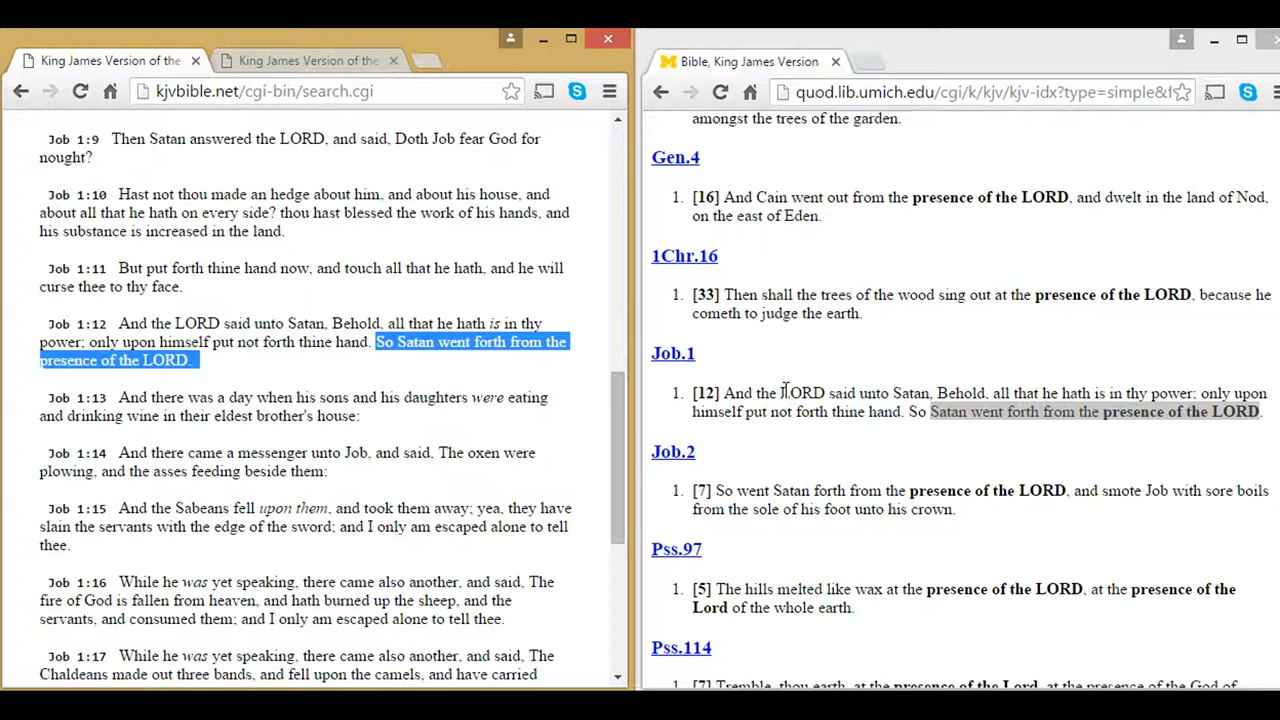 King James Version of the
King James Version of the
kjvbible.net/cgi-bin/search.cgi
Job 1:9 Then Satan answered the LORD, and said, Doth Job fear God for
nought?
Job 1:10 Hast not thou made an hedge about him, and about his house, and
about all that he hath on every side? thou hast blessed the work of his hands, and
his substance is increased in the land.
Job 1:11 But put forth thine hand now, and touch all that he hath, and he will
curse thee to thy face.
Job 1:12 And the LORD said unto Satan, Behold, all that he hath is in thy
power; only upon himself put not forth thine hand. So Satan went forth from the
presence of the LORD.
Job 1:13 And there was a day when his sons and his daughters were eating
and drinking wine in their eldest brother's house:
Job 1:14 And there came a messenger unto Job, and said, The oxen were
plowing, and the asses feeding beside them:
Job 1:15 And the Sabeans fell upon them, and took them away; yea, they have
slain the servants with the edge of the sword; and I only am escaped alone to tell
thee.
Job 1:16 While he was yet speaking, there came also another, and said, The
fire of God is fallen from heaven, and hath burned up the sheep, and the
servants, and consumed them; and I only am escaped alone to tell thee.
Job 1:17 While he was yet speaking, there came also another, and said, The
Chaldeans made out three bands, and fell upon the camels, and have carried
Bible, King James Version
quod.lib.umich.edu/cgi/k/kjv/kjv-idx?type=simple&f
amongst the trees of the garden.
Gen.4
1. [16] And Cain went out from the presence of the LORD, and dwelt in the land of Nod,
on the east of Eden.
1Chr.16
1. [33] Then shall the trees of the wood sing out at the presence of the LORD, because he
cometh to judge the earth.
Job.1
1. [12] And the LORD said unto Satan, Behold, all that he hath is in thy power; only upon
himself put not forth thine hand. So Satan went forth from the presence of the LORD.
Job.2
1. [7] So went Satan forth from the presence of the LORD, and smote Job with sore boils
from the sole of his foot unto his crown.
Pss.97
1. [5] The hills melted like wax at the presence of the LORD, at the presence of the
Lord of the whole earth.
Pss.114
1. [7] Tremble, thou earth, at the presence of the Lord, at the presence of the God of